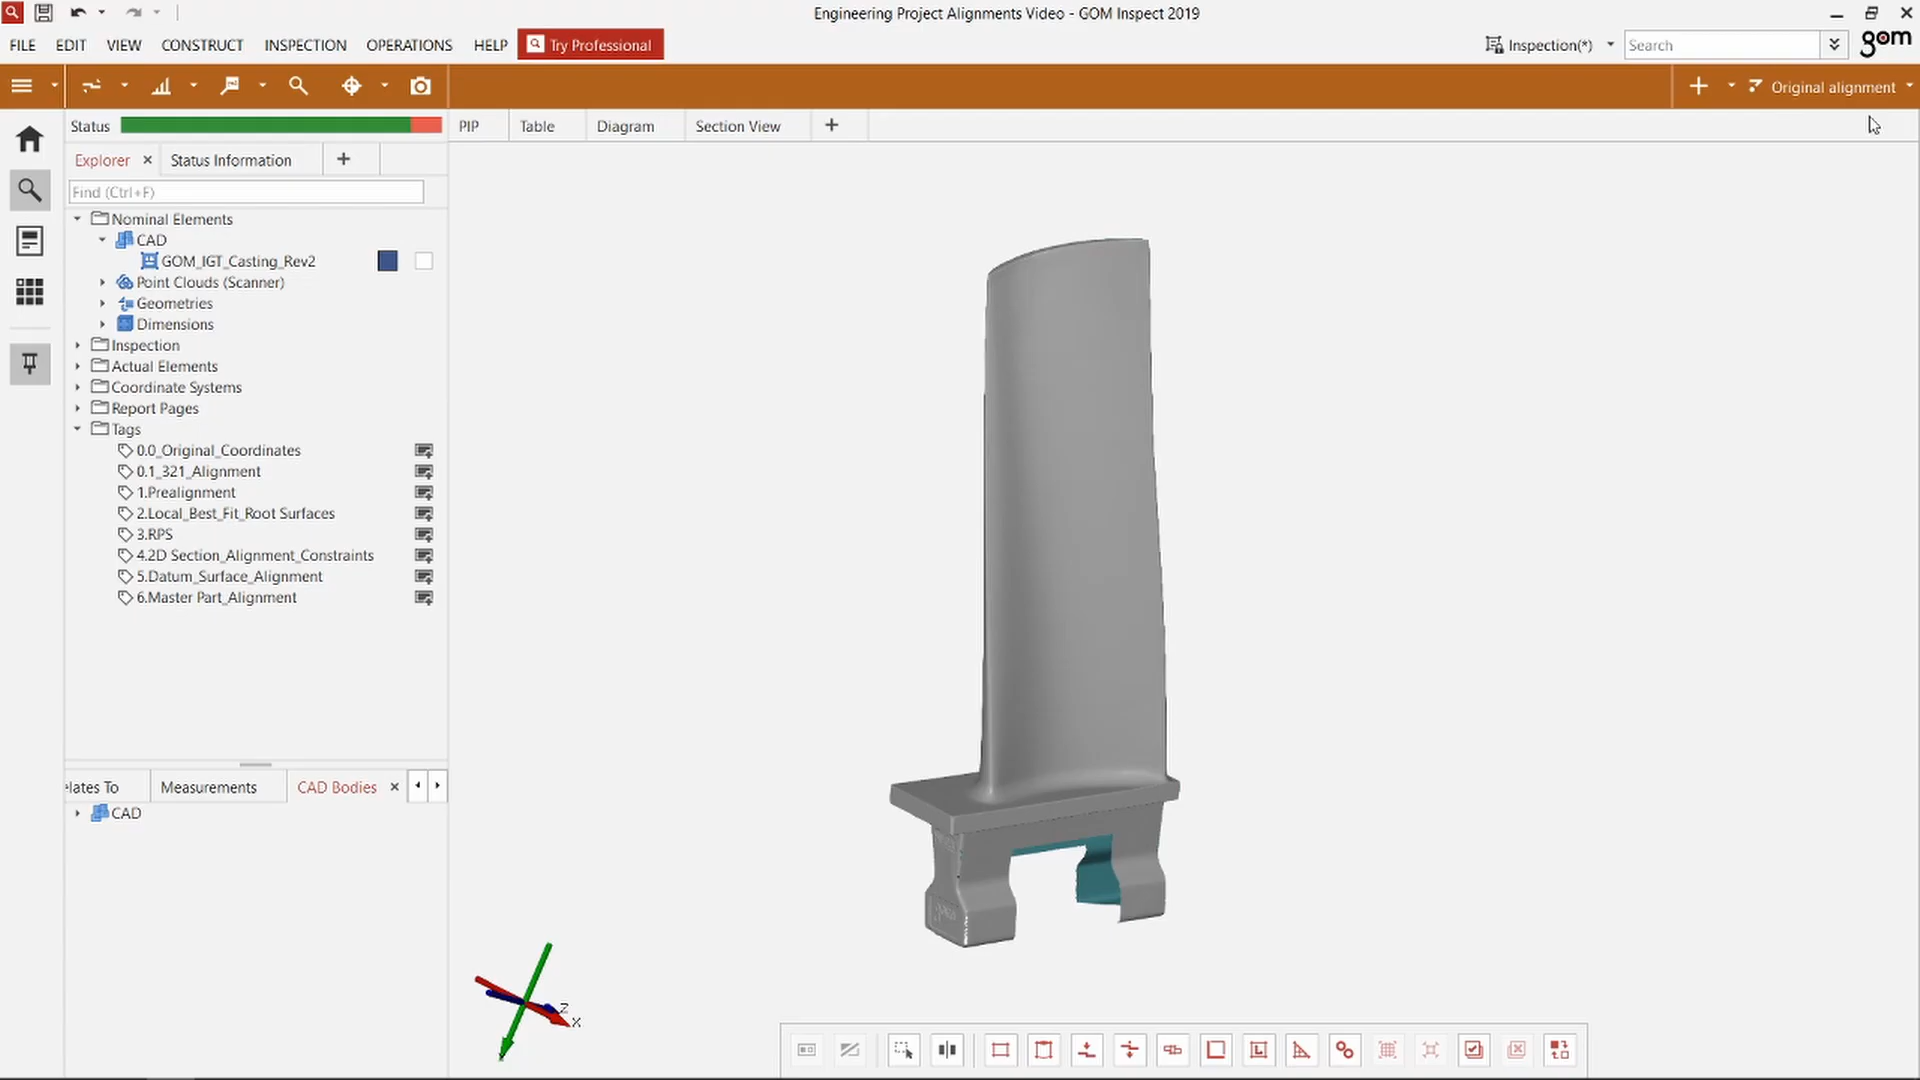 Engineering Project Alignments Video - GOM Inspect 2019
FILE EDIT VIEW CONSTRUCT INSPECTION OPERATIONS HELP Try Professional Inspection(*) Search gom
Original alignment
Status PIP Table Diagram Section View +
Explorer Status Information +
Find (Ctrl+F)
Nominal Elements
CAD
GOM_IGT_Casting_Rev2
Point Clouds (Scanner)
Geometries
Dimensions
Inspection
Actual Elements
Coordinate Systems
Report Pages
Tags
0.0_Original_Coordinates
0.1_321_Alignment
1.Prealignment
2.Local_Best_Fit_Root Surfaces
3.RPS
4.2D Section_Alignment_Constraints
5.Datum_Surface_Alignment
6.Master Part_Alignment
elates To Measurements CAD Bodies
CAD
Z
X